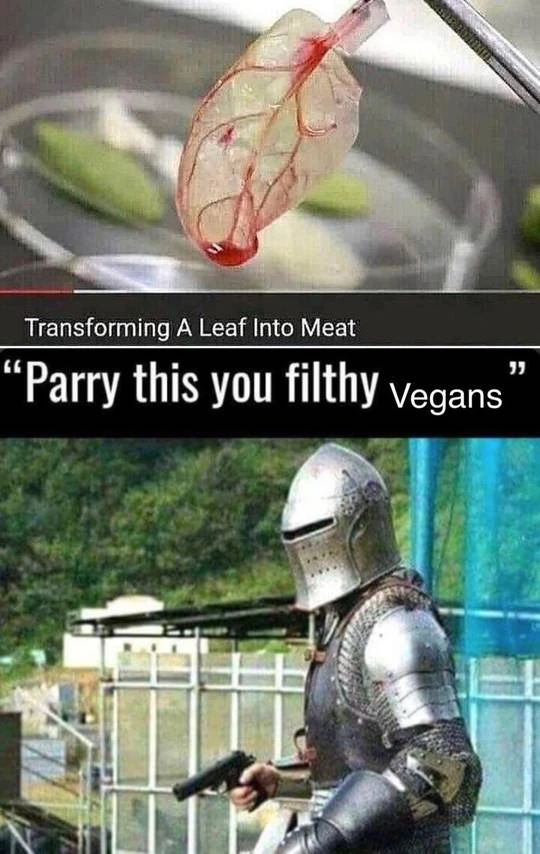 Transforming A Leaf Into Meat
“Parry this you filthy Vegans”